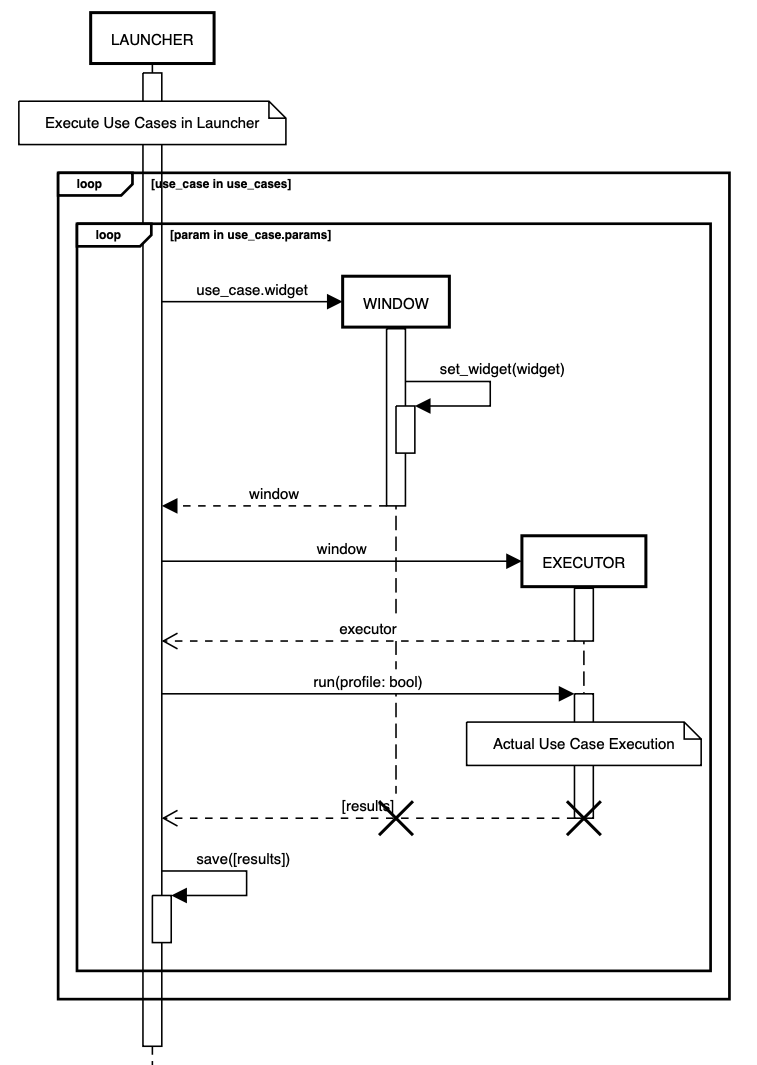 LAUNCHER
Execute Use Cases in Launcher
loop
[use_case in use_cases]
loop
[param in use_case.params]
use_case.widget
WINDOW
set_widget(widget)
window
window
EXECUTOR
executor
run(profile: bool)
Actual Use Case Execution
[results]
save([results])